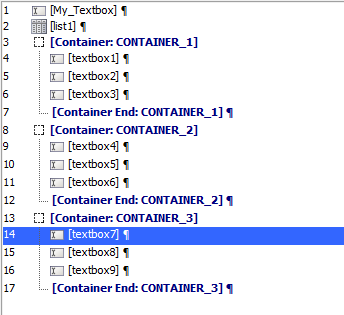 1 [My_Textbox] ¶
2 [list1] ¶
3 [Container: CONTAINER_1] ¶
4 [textbox1] ¶
5 [textbox2] ¶
6 [textbox3] ¶
7 [Container End: CONTAINER_1] ¶
8 [Container: CONTAINER_2] ¶
9 [textbox4] ¶
10 [textbox5] ¶
11 [textbox6] ¶
12 [Container End: CONTAINER_2] ¶
13 [Container: CONTAINER_3] ¶
14 [textbox7] ¶
15 [textbox8] ¶
16 [textbox9] ¶
17 [Container End: CONTAINER_3] ¶